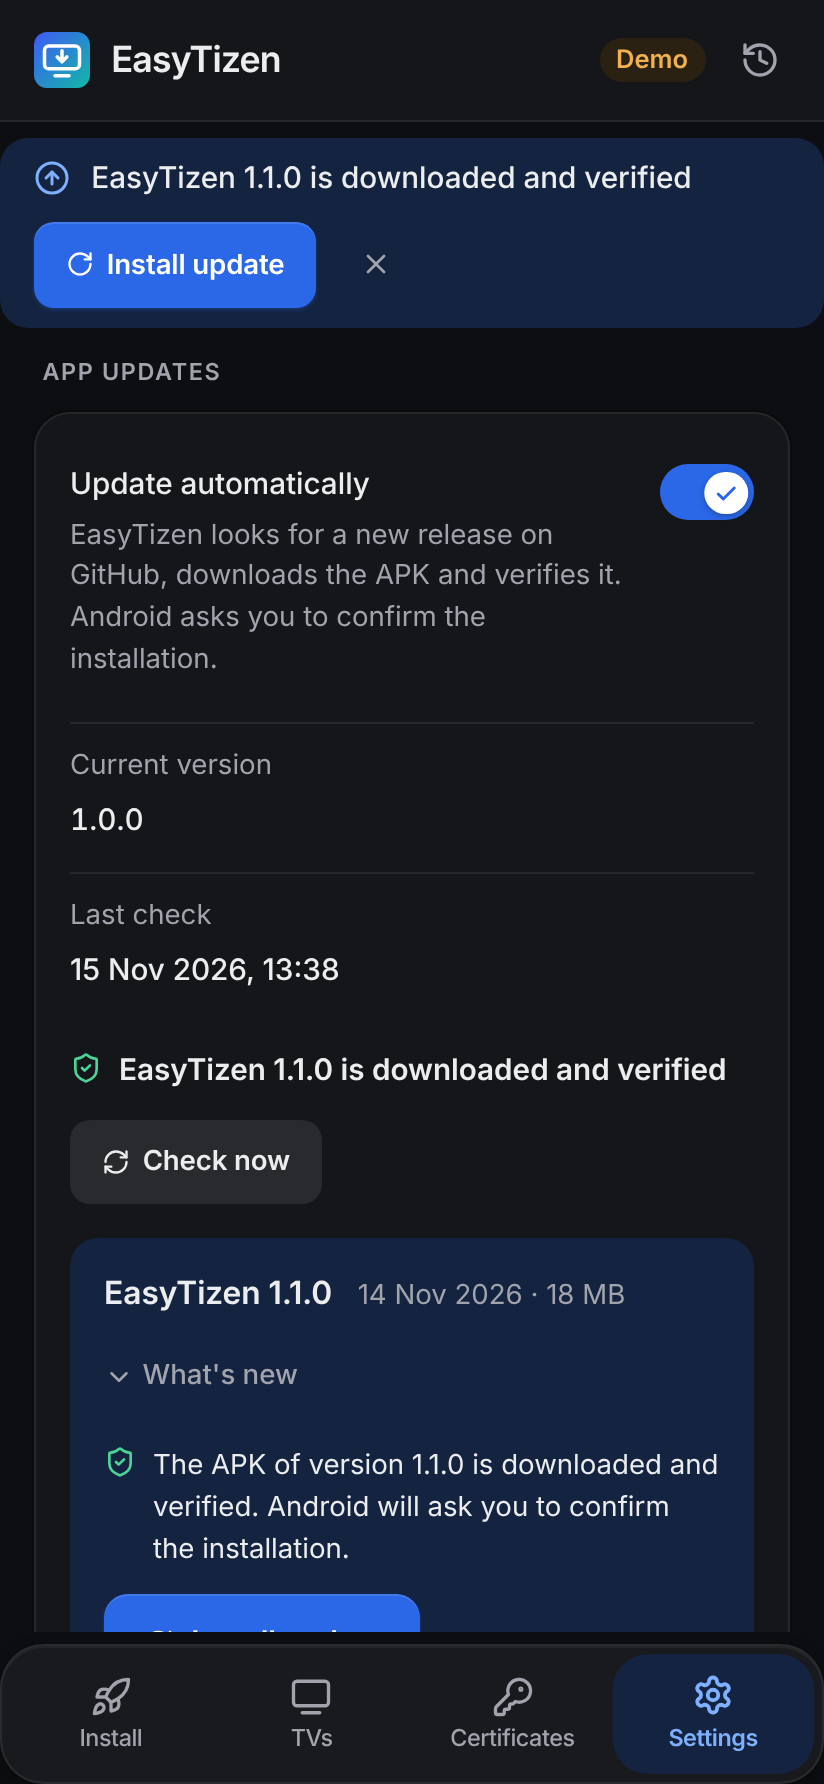 EasyTizen
Demo
EasyTizen 1.1.0 is downloaded and verified
Install update
APP UPDATES
Update automatically
EasyTizen looks for a new release on
GitHub, downloads the APK and verifies it.
Android asks you to confirm the
installation.
Current version
1.0.0
Last check
15 Nov 2026, 13:38
EasyTizen 1.1.0 is downloaded and verified
Check now
EasyTizen 1.1.0 14 Nov 2026 · 18 MB
What's new
The APK of version 1.1.0 is downloaded and
verified. Android will ask you to confirm
the installation.
Install
TVs
Certificates
Settings